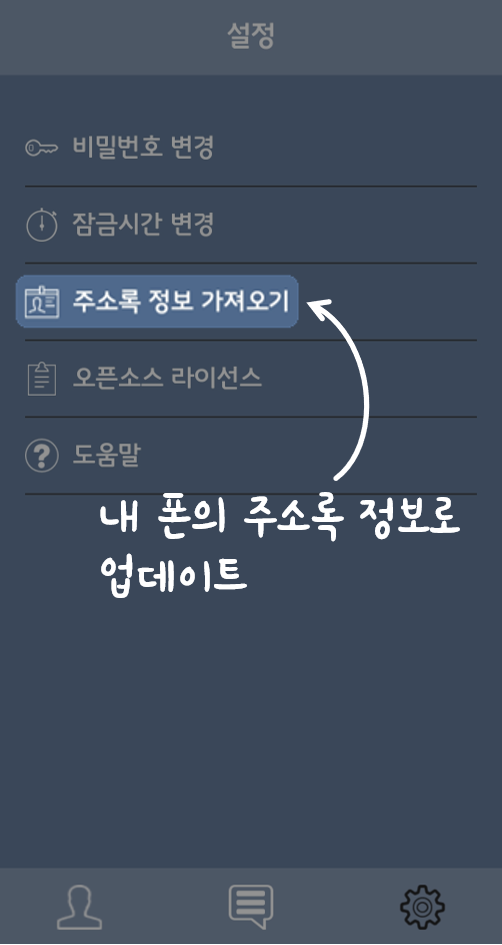 설정
비밀번호 변경
잠금시간 변경
주소록 정보 가져오기
오픈소스 라이선스
도움말
내 폰의 주소록 정보로
업데이트